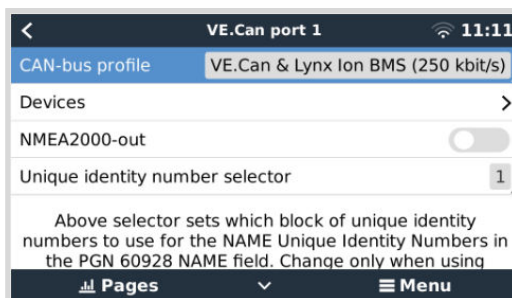 VE.Can port 1 11:11
CAN-bus profile VE.Can & Lynx Ion BMS (250 kbit/s)
Devices
NMEA2000-out
Unique identity number selector 1
Above selector sets which block of unique identity
numbers to use for the NAME Unique Identity Numbers in
the PGN 60928 NAME field. Change only when using
Pages Menu